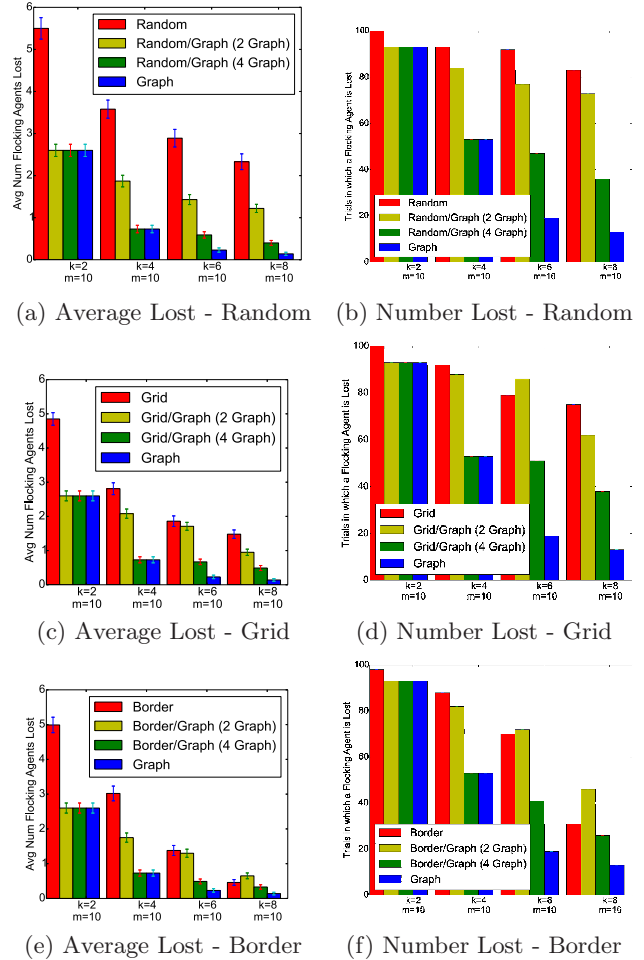 Avg Num Flocking Agents Lost
6
5
4
3
2
1
0
Random
Random/Graph (2 Graph)
Random/Graph (4 Graph)
Graph
k=2 k=4 k=6 k=8
m=10 m=10 m=10 m=10
(a) Average Lost - Random
Trials in which a Flocking Agent is Lost
100
80
60
40
20
0
Random
Random/Graph (2 Graph)
Random/Graph (4 Graph)
Graph
k=2 k=4 k=6 k=8
m=10 m=10 m=16 m=10
(b) Number Lost - Random
Avg Num Flocking Agents Lost
6
5
4
3
2
1
0
Grid
Grid/Graph (2 Graph)
Grid/Graph (4 Graph)
Graph
k=2 k=4 k=6 k=8
m=10 m=10 m=10 m=10
(c) Average Lost - Grid
Trials in which a Flocking Agent is Lost
100
80
60
40
20
0
Grid
Grid/Graph (2 Graph)
Grid/Graph (4 Graph)
Graph
k=2 k=4 k=6 k=8
m=10 m=10 m=10 m=10
(d) Number Lost - Grid
Avg Num Flocking Agents Lost
6
5
4
3
2
1
0
Border
Border/Graph (2 Graph)
Border/Graph (4 Graph)
Graph
k=2 k=4 k=6 k=8
m=10 m=10 m=10 m=10
(e) Average Lost - Border
Trials in which a Flocking Agent is Lost
100
80
60
40
20
0
Border
Border/Graph (2 Graph)
Border/Graph (4 Graph)
Graph
k=2 k=4 k=8 k=8
m=16 m=10 m=10 m=16
(f) Number Lost - Border